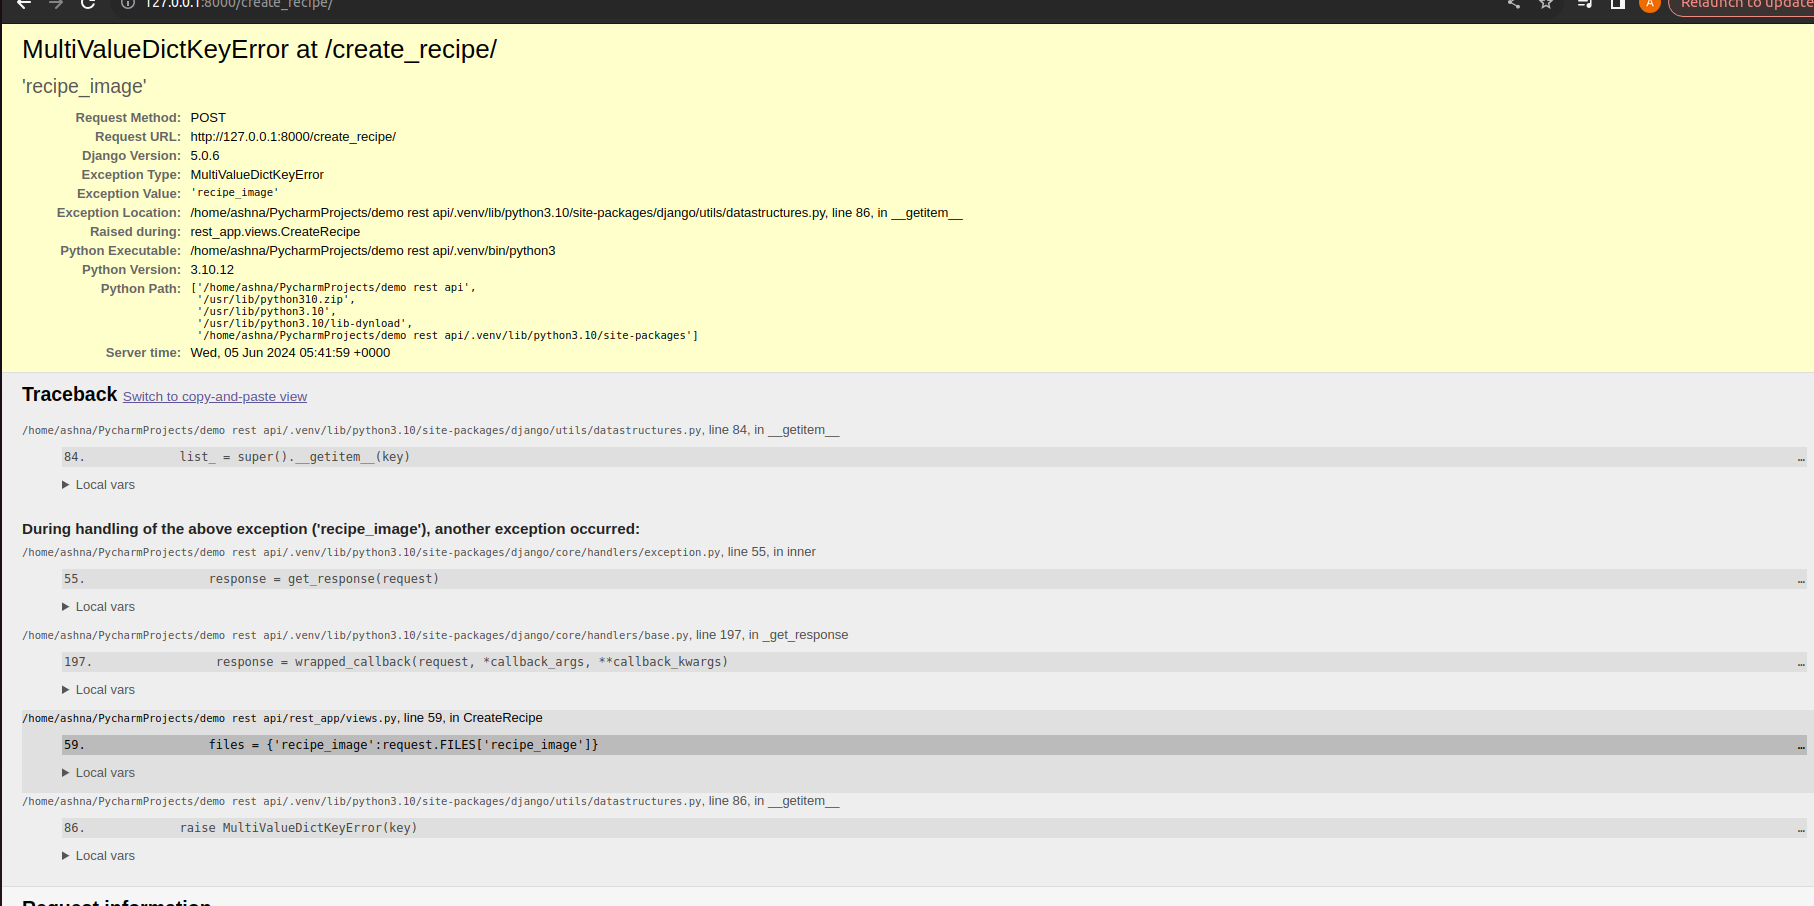 127.0.0.1:8000/create_recipe/
A
Relaunch to update
MultiValueDictKeyError at /create_recipe/
'recipe_image'
Request Method: POST
Request URL: http://127.0.0.1:8000/create_recipe/
Django Version: 5.0.6
Exception Type: MultiValueDictKeyError
Exception Value: 'recipe_image'
Exception Location: /home/ashna/PycharmProjects/demo rest api/.venv/lib/python3.10/site-packages/django/utils/datastructures.py, line 86, in __getitem__
Raised during: rest_app.views.CreateRecipe
Python Executable: /home/ashna/PycharmProjects/demo rest api/.venv/bin/python3
Python Version: 3.10.12
Python Path: ['/home/ashna/PycharmProjects/demo rest api',
'/usr/lib/python310.zip',
'/usr/lib/python3.10',
'/usr/lib/python3.10/lib-dynload',
'/home/ashna/PycharmProjects/demo rest api/.venv/lib/python3.10/site-packages']
Server time: Wed, 05 Jun 2024 05:41:59 +0000
Traceback Switch to copy-and-paste view
/home/ashna/PycharmProjects/demo rest api/.venv/lib/python3.10/site-packages/django/utils/datastructures.py, line 84, in __getitem__
84. list_ = super().__getitem__(key) …
▶ Local vars
During handling of the above exception ('recipe_image'), another exception occurred:
/home/ashna/PycharmProjects/demo rest api/.venv/lib/python3.10/site-packages/django/core/handlers/exception.py, line 55, in inner
55. response = get_response(request) …
▶ Local vars
/home/ashna/PycharmProjects/demo rest api/.venv/lib/python3.10/site-packages/django/core/handlers/base.py, line 197, in _get_response
197. response = wrapped_callback(request, *callback_args, **callback_kwargs) …
▶ Local vars
/home/ashna/PycharmProjects/demo rest api/rest_app/views.py, line 59, in CreateRecipe
59. files = {'recipe_image':request.FILES['recipe_image']} …
▶ Local vars
/home/ashna/PycharmProjects/demo rest api/.venv/lib/python3.10/site-packages/django/utils/datastructures.py, line 86, in __getitem__
86. raise MultiValueDictKeyError(key) …
▶ Local vars
Request information